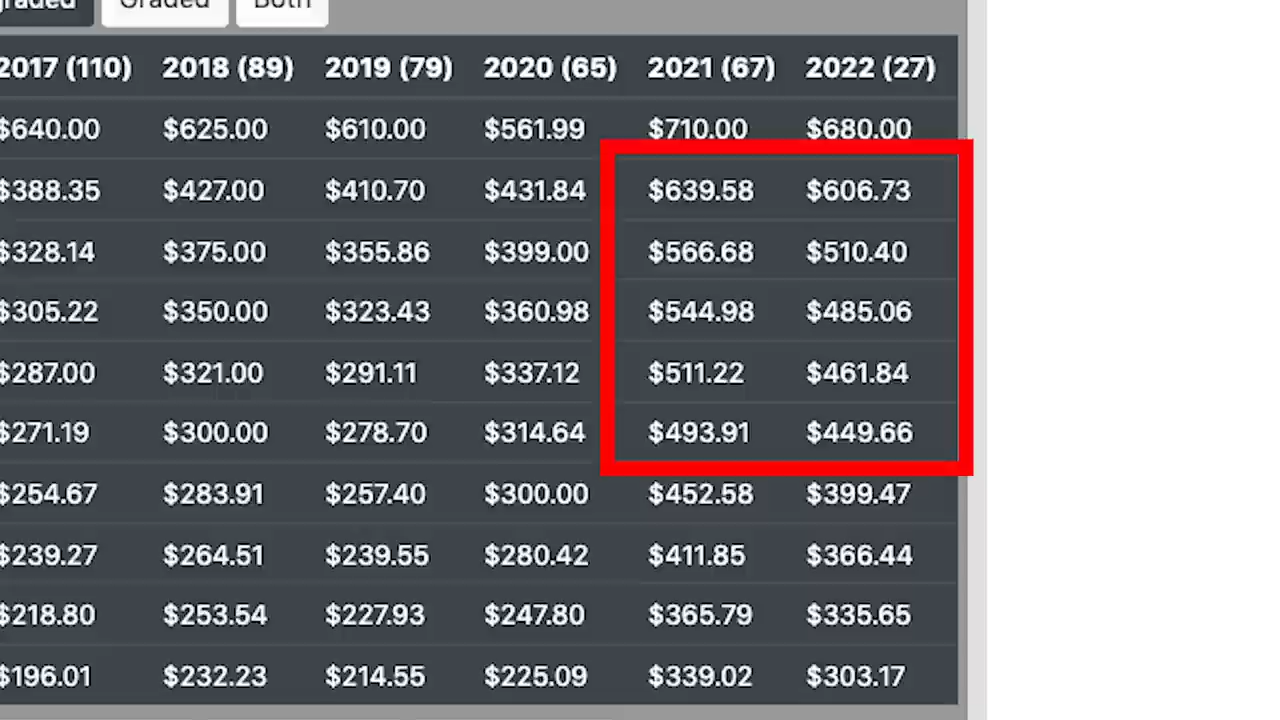 graded Graded Both
2017 (110) 2018 (89) 2019 (79) 2020 (65) 2021 (67) 2022 (27)
$640.00 $625.00 $610.00 $561.99 $710.00 $680.00
$388.35 $427.00 $410.70 $431.84 $639.58 $606.73
$328.14 $375.00 $355.86 $399.00 $566.68 $510.40
$305.22 $350.00 $323.43 $360.98 $544.98 $485.06
$287.00 $321.00 $291.11 $337.12 $511.22 $461.84
$271.19 $300.00 $278.70 $314.64 $493.91 $449.66
$254.67 $283.91 $257.40 $300.00 $452.58 $399.47
$239.27 $264.51 $239.55 $280.42 $411.85 $366.44
$218.80 $253.54 $227.93 $247.80 $365.79 $335.65
$196.01 $232.23 $214.55 $225.09 $339.02 $303.17